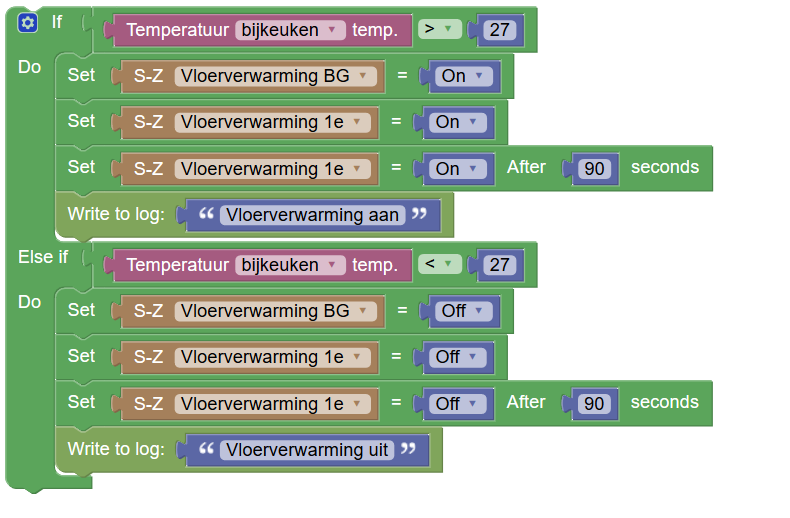 If Temperatuur bijkeuken temp. > 27
Do Set S-Z Vloerverwarming BG = On
Set S-Z Vloerverwarming 1e = On
Set S-Z Vloerverwarming 1e = On After 90 seconds
Write to log: “ Vloerverwarming aan ”
Else if Temperatuur bijkeuken temp. < 27
Do Set S-Z Vloerverwarming BG = Off
Set S-Z Vloerverwarming 1e = Off
Set S-Z Vloerverwarming 1e = Off After 90 seconds
Write to log: “ Vloerverwarming uit ”